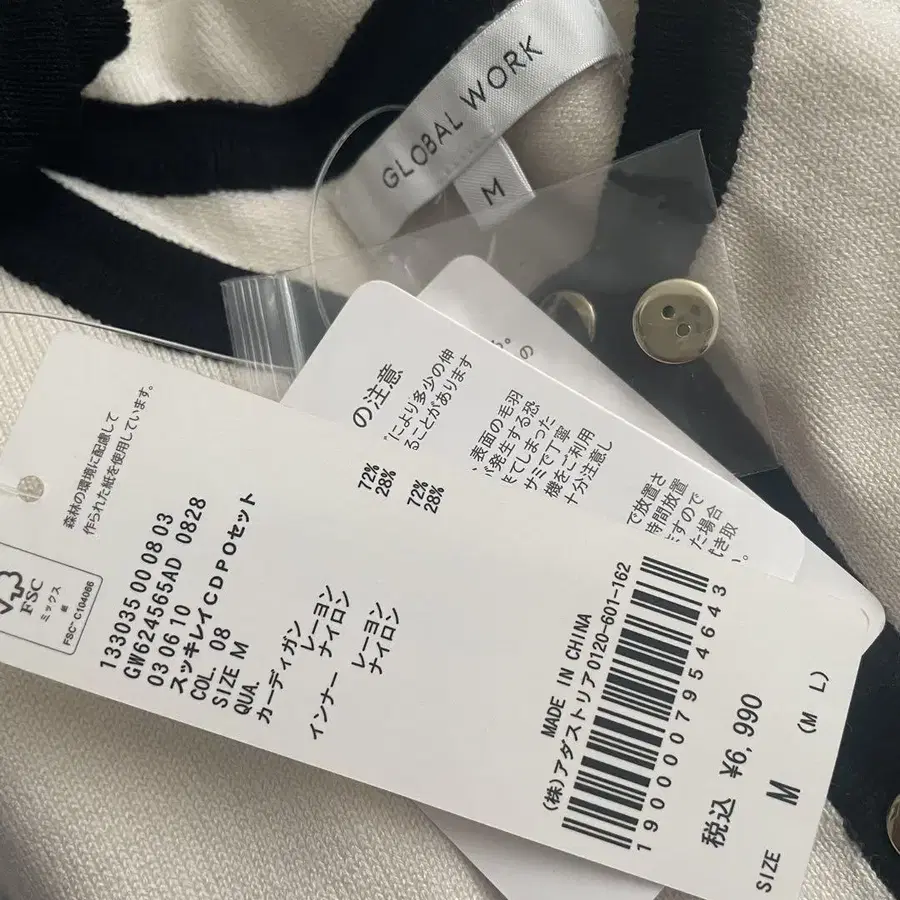 GLOBAL WORK
M
の注意
により多少の伸
ることがあります
、表面の毛羽
が発生する恐
てしまった
サミで丁寧
機をご利用
十分注意し
で放置さ
時間放置
ますので
た場合
き取
森林の環境に配慮して
作られた紙を使用しています。
FSC
ミックス
紙
FSC™ C104086
133035 00 08 03
GW624565AD 0828
03 06 10
スッキレイCDPOセット
COL. 08
SIZE M
QUA.
カーディガン
レーヨン 72%
ナイロン 28%
インナー
レーヨン 72%
ナイロン 28%
MADE IN CHINA
(株)アダストリア0120-601-162
1900007954643
税込 ¥6,990
SIZE M (M L)